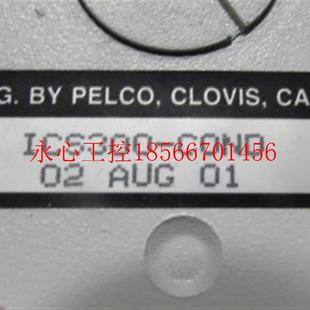 G. BY PELCO, CLOVIS, CA
永心工控18566701456
02 AUG 01